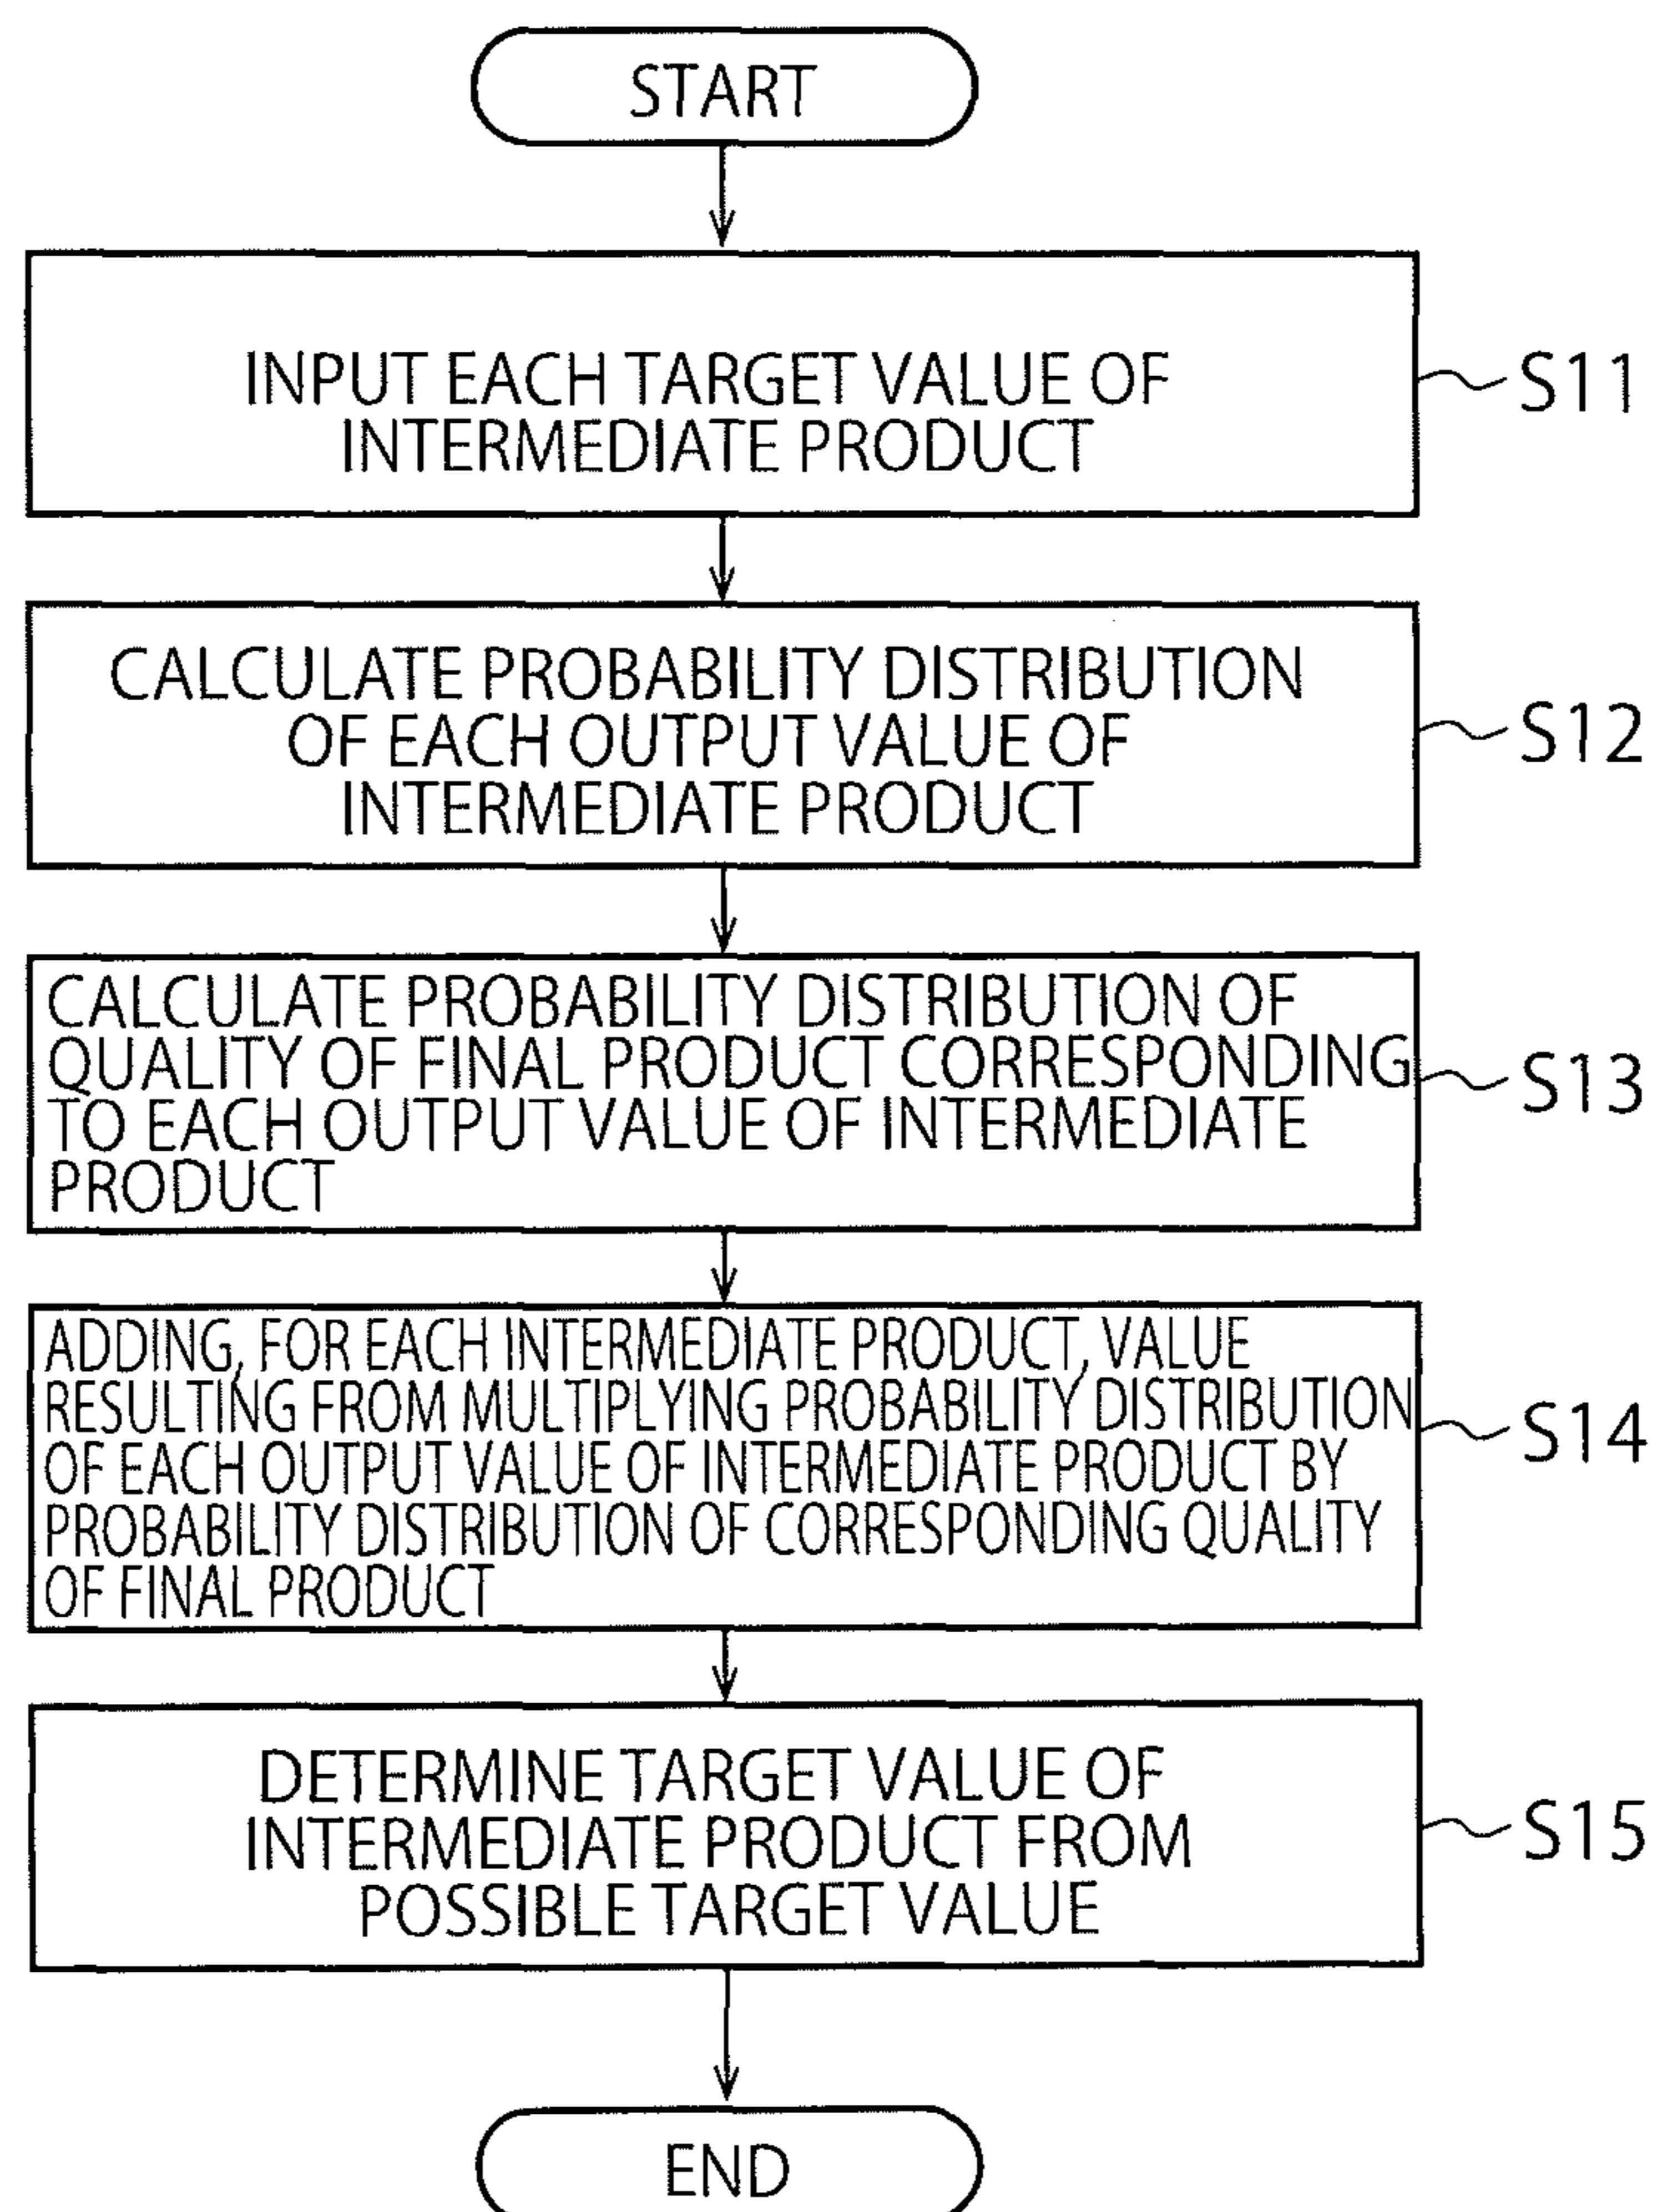 START
INPUT EACH TARGET VALUE OF
INTERMEDIATE PRODUCT
S11
CALCULATE PROBABILITY DISTRIBUTION
OF EACH OUTPUT VALUE OF
INTERMEDIATE PRODUCT
S12
CALCULATE PROBABILITY DISTRIBUTION OF
QUALITY OF FINAL PRODUCT CORRESPONDING
TO EACH OUTPUT VALUE OF INTERMEDIATE
PRODUCT
S13
ADDING, FOR EACH INTERMEDIATE PRODUCT, VALUE
RESULTING FROM MULTIPLYING PROBABILITY DISTRIBUTION
OF EACH OUTPUT VALUE OF INTERMEDIATE PRODUCT BY
PROBABILITY DISTRIBUTION OF CORRESPONDING QUALITY
OF FINAL PRODUCT
S14
DETERMINE TARGET VALUE OF
INTERMEDIATE PRODUCT FROM
POSSIBLE TARGET VALUE
S15
END